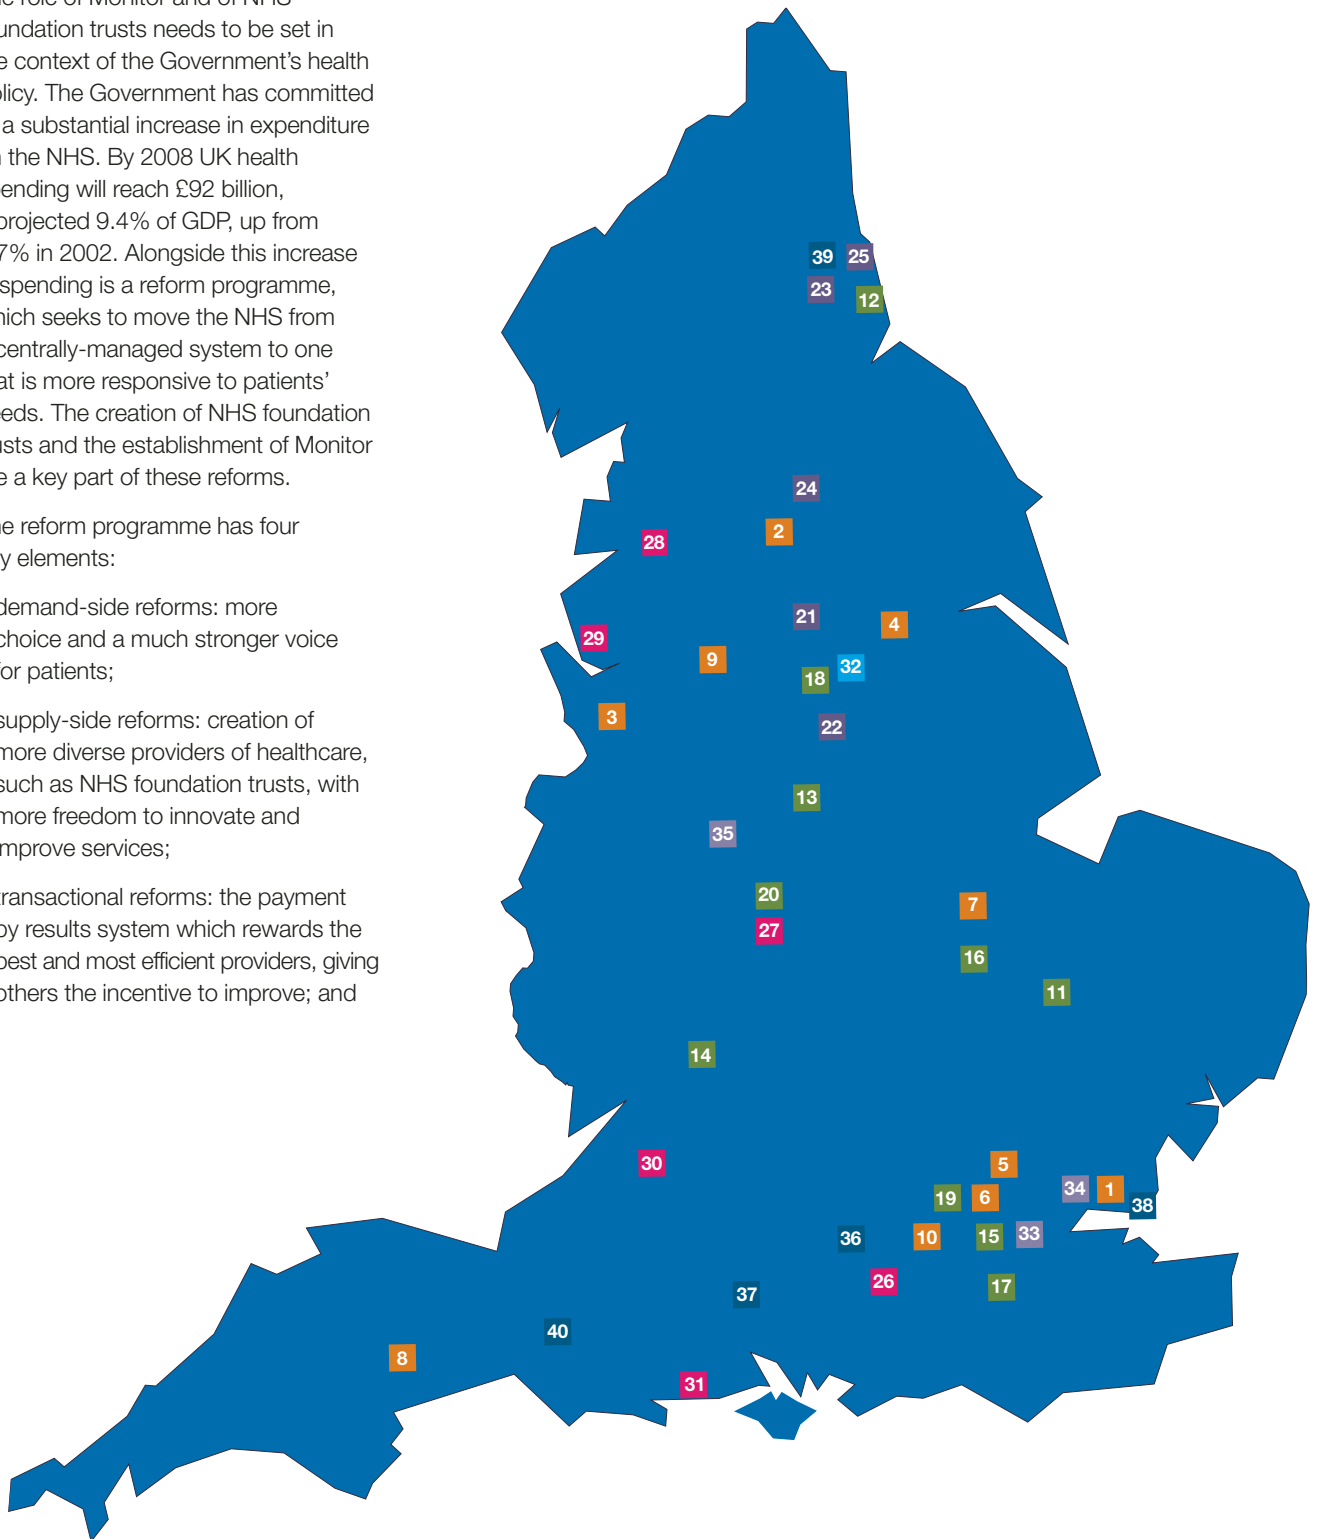 role of Monitor and of NHS
undation trusts needs to be set in
e context of the Government's health
licy. The Government has committed
a substantial increase in expenditure
the NHS. By 2008 UK health
ending will reach £92 billion,
projected 9.4% of GDP, up from
7% in 2002. Alongside this increase
spending is a reform programme,
hich seeks to move the NHS from
centrally-managed system to one
at is more responsive to patients'
eeds. The creation of NHS foundation
usts and the establishment of Monitor
e a key part of these reforms.
e reform programme has four
y elements:
demand-side reforms: more
choice and a much stronger voice
for patients;
supply-side reforms: creation of
more diverse providers of healthcare,
such as NHS foundation trusts, with
more freedom to innovate and
improve services;
transactional reforms: the payment
by results system which rewards the
best and most efficient providers, giving
others the incentive to improve; and
39 25
23 12
24
2
28
21
4
29
9
32
18
3
22
13
35
20
7
27
16
11
14
30
5
34 1
19 6
38
36
10 15 33
26
17
37
40
8
31